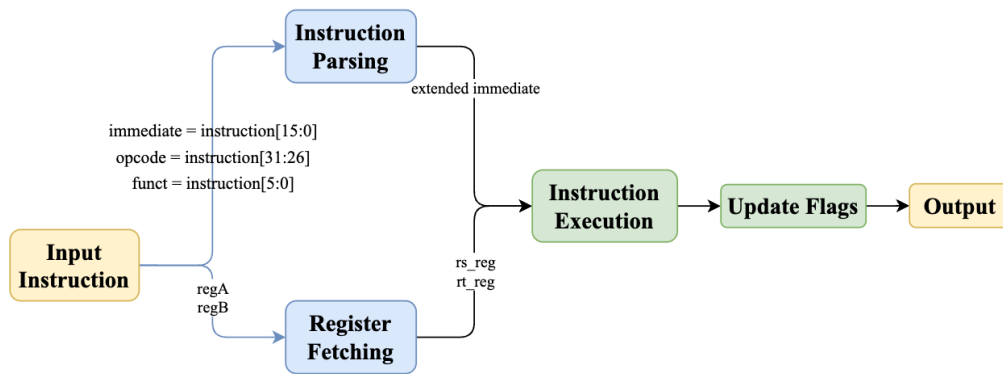 Instruction
Parsing
extended immediate
immediate = instruction[15:0]
opcode = instruction[31:26]
funct = instruction[5:0]
Instruction
Execution
Update Flags
Output
Input
Instruction
regA
regB
rs_reg
rt_reg
Register
Fetching